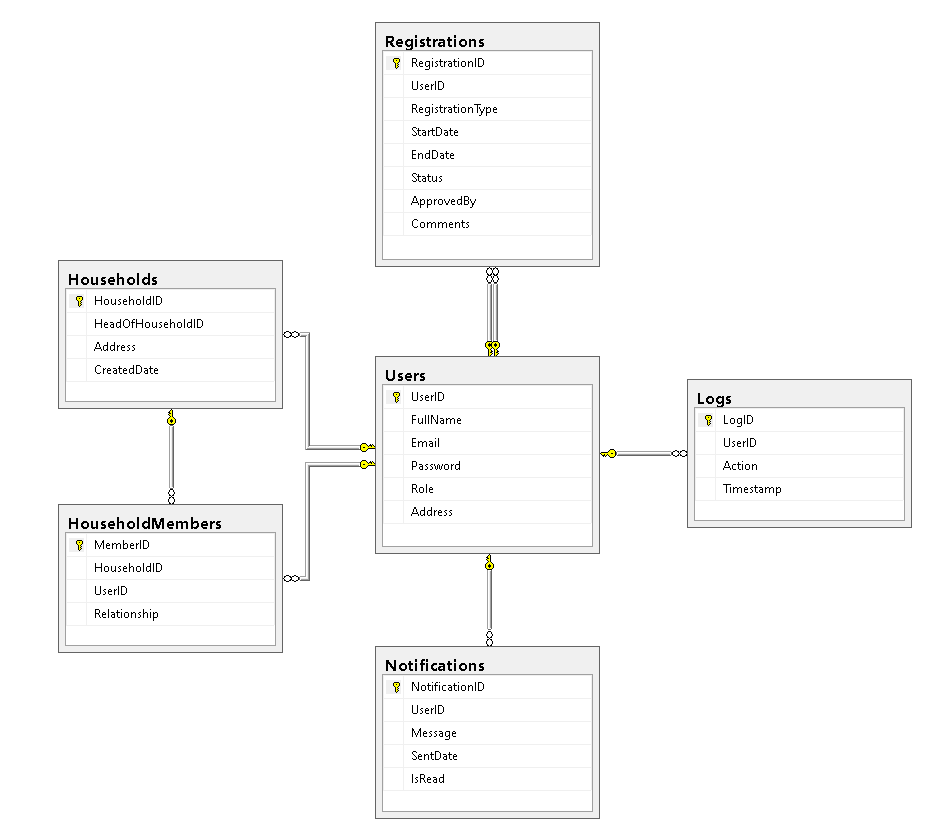 Registrations
RegistrationID
UserID
RegistrationType
StartDate
EndDate
Status
ApprovedBy
Comments
Households
HouseholdID
HeadOfHouseholdID
Address
CreatedDate
Users
UserID
FullName
Email
Password
Role
Address
Logs
LogID
UserID
Action
Timestamp
HouseholdMembers
MemberID
HouseholdID
UserID
Relationship
Notifications
NotificationID
UserID
Message
SentDate
IsRead